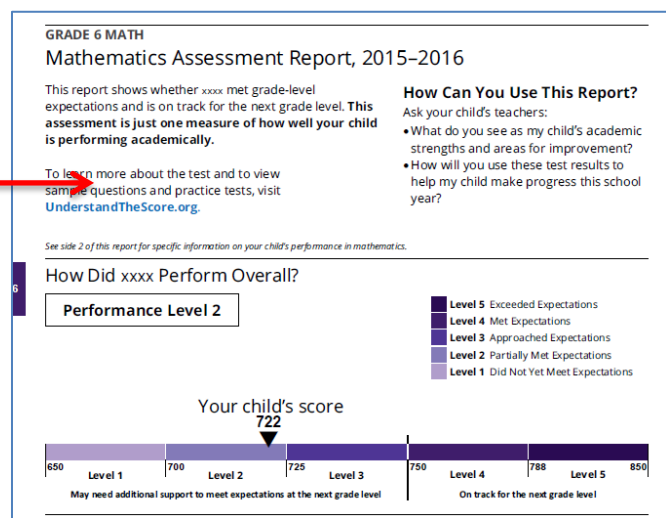 GRADE 6 MATH
Mathematics Assessment Report, 2015–2016
This report shows whether xxxx met grade-level
expectations and is on track for the next grade level. This
assessment is just one measure of how well your child
is performing academically.
To learn more about the test and to view
sample questions and practice tests, visit
UnderstandTheScore.org.
How Can You Use This Report?
Ask your child's teachers:
• What do you see as my child's academic
strengths and areas for improvement?
• How will you use these test results to
help my child make progress this school
year?
See side 2 of this report for specific information on your child's performance in mathematics.
6
How Did xxxx Perform Overall?
Performance Level 2
Level 5 Exceeded Expectations
Level 4 Met Expectations
Level 3 Approached Expectations
Level 2 Partially Met Expectations
Level 1 Did Not Yet Meet Expectations
Your child's score
722
650 700 725 750 788 850
Level 1 Level 2 Level 3 Level 4 Level 5
May need additional support to meet expectations at the next grade level On track for the next grade level